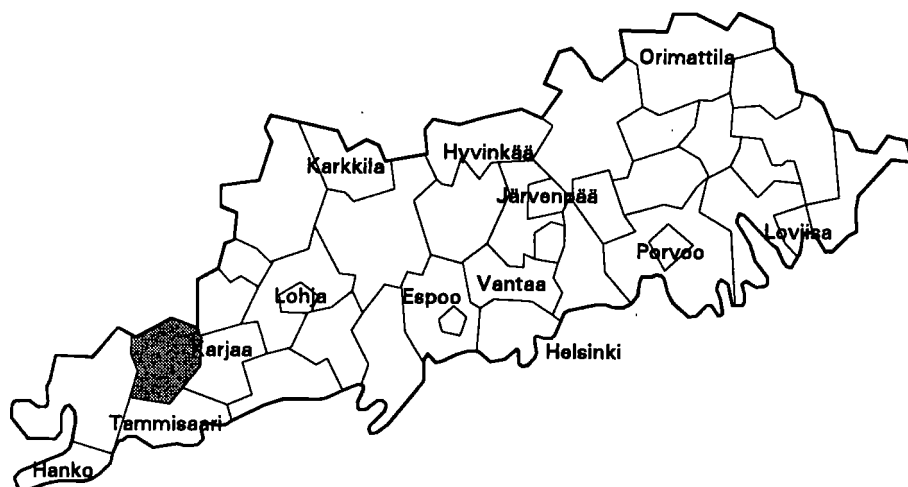 Orimattila
Karkkila
Hyvinkää
Järvenpää
Loviisa
Porvoo
Vantaa
Espoo
Lohja
Helsinki
Karjaa
Tammisaari
Hanko